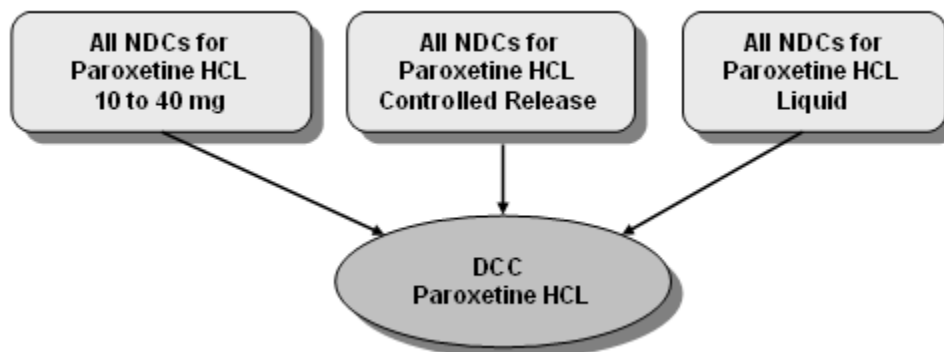 All NDCs for
Paroxetine HCL
10 to 40 mg
All NDCs for
Paroxetine HCL
Controlled Release
All NDCs for
Paroxetine HCL
Liquid
DCC
Paroxetine HCL